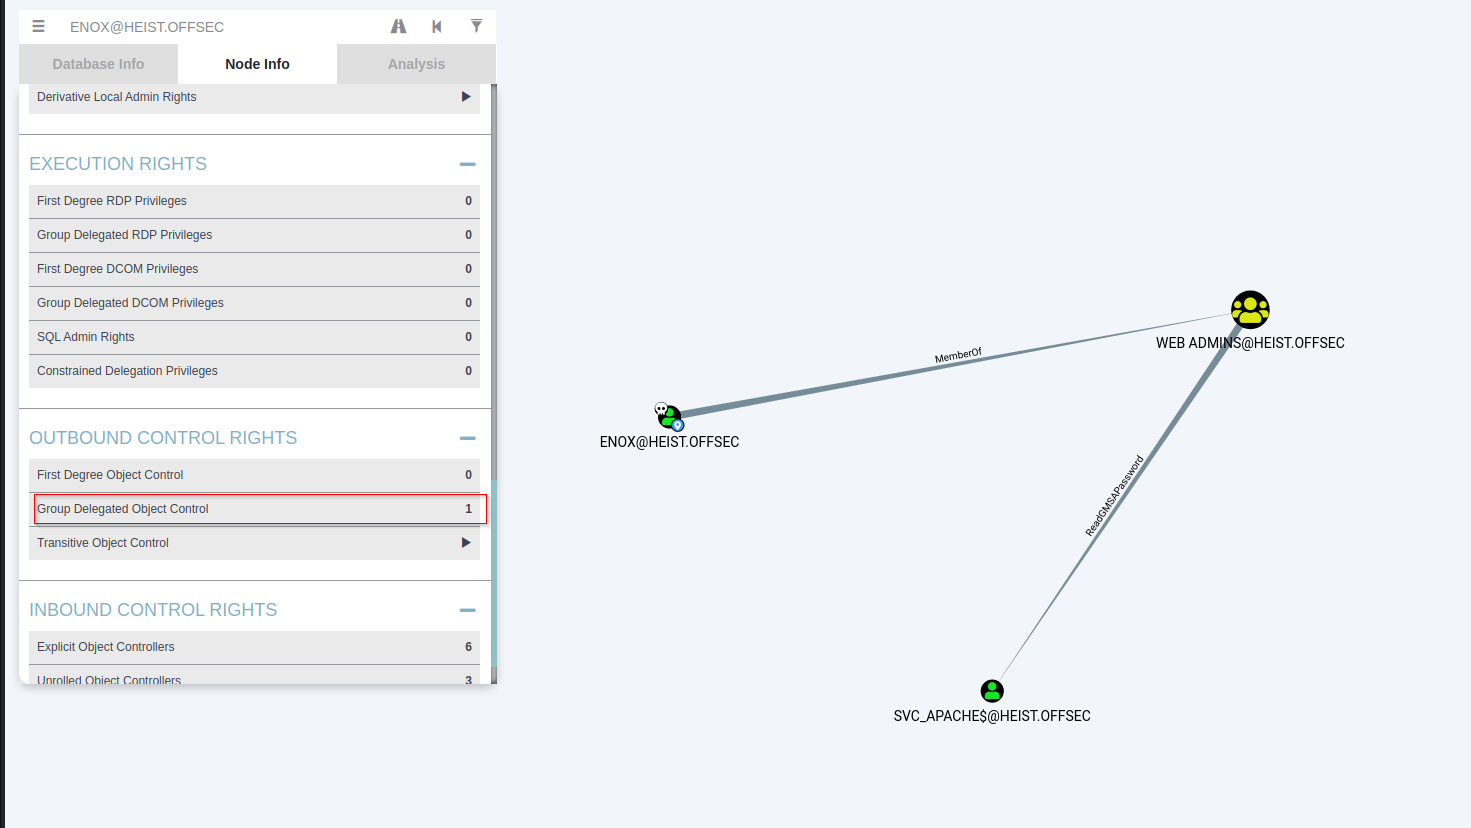 ENOX@HEIST.OFFSEC
Database Info
Node Info
Analysis
Derivative Local Admin Rights
EXECUTION RIGHTS
First Degree RDP Privileges 0
Group Delegated RDP Privileges 0
First Degree DCOM Privileges 0
Group Delegated DCOM Privileges 0
SQL Admin Rights 0
Constrained Delegation Privileges 0
OUTBOUND CONTROL RIGHTS
First Degree Object Control 0
Group Delegated Object Control 1
Transitive Object Control
INBOUND CONTROL RIGHTS
Explicit Object Controllers 6
Unrolled Object Controllers 3
WEB ADMINS@HEIST.OFFSEC
MemberOf
ENOX@HEIST.OFFSEC
ReadGMSAPassword
SVC_APACHE$@HEIST.OFFSEC